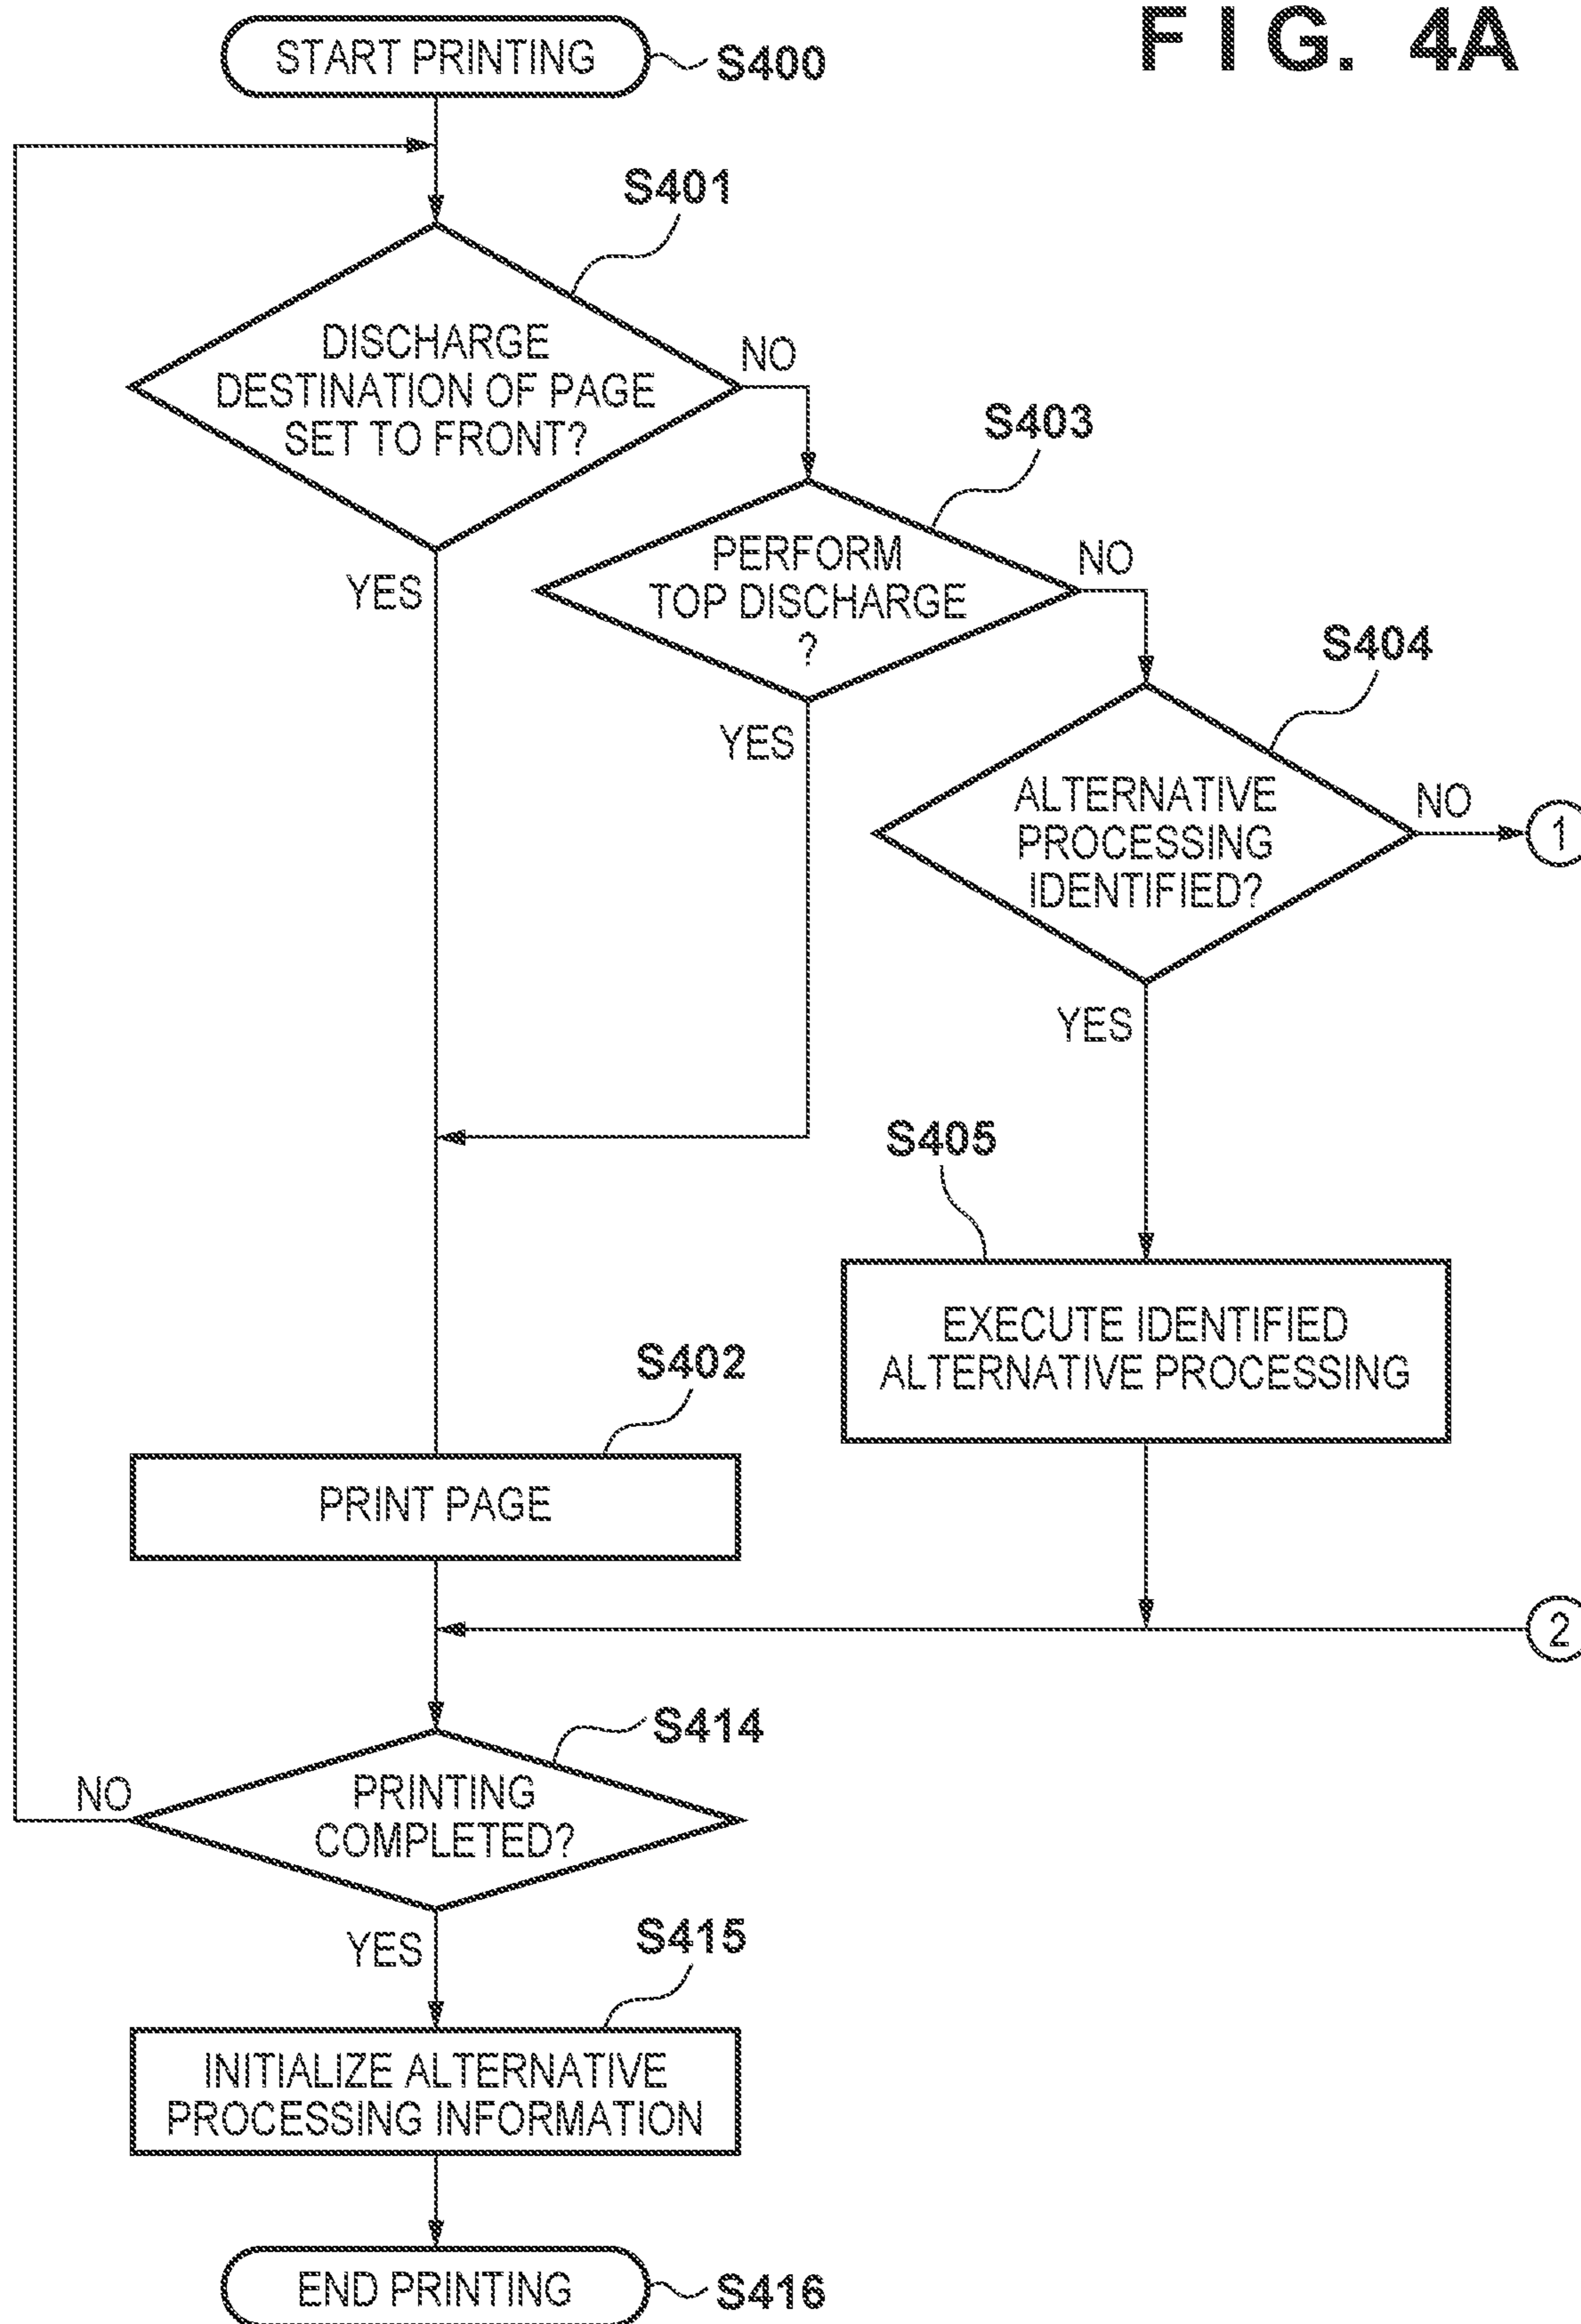 FIG. 4A
START PRINTING
S400
S401
DISCHARGE
DESTINATION OF PAGE
SET TO FRONT?
NO
YES
S403
PERFORM
TOP DISCHARGE
?
NO
YES
S404
ALTERNATIVE
PROCESSING
IDENTIFIED?
NO
1
YES
S405
EXECUTE IDENTIFIED
ALTERNATIVE PROCESSING
S402
PRINT PAGE
2
S414
PRINTING
COMPLETED?
NO
YES
S415
INITIALIZE ALTERNATIVE
PROCESSING INFORMATION
END PRINTING
S416